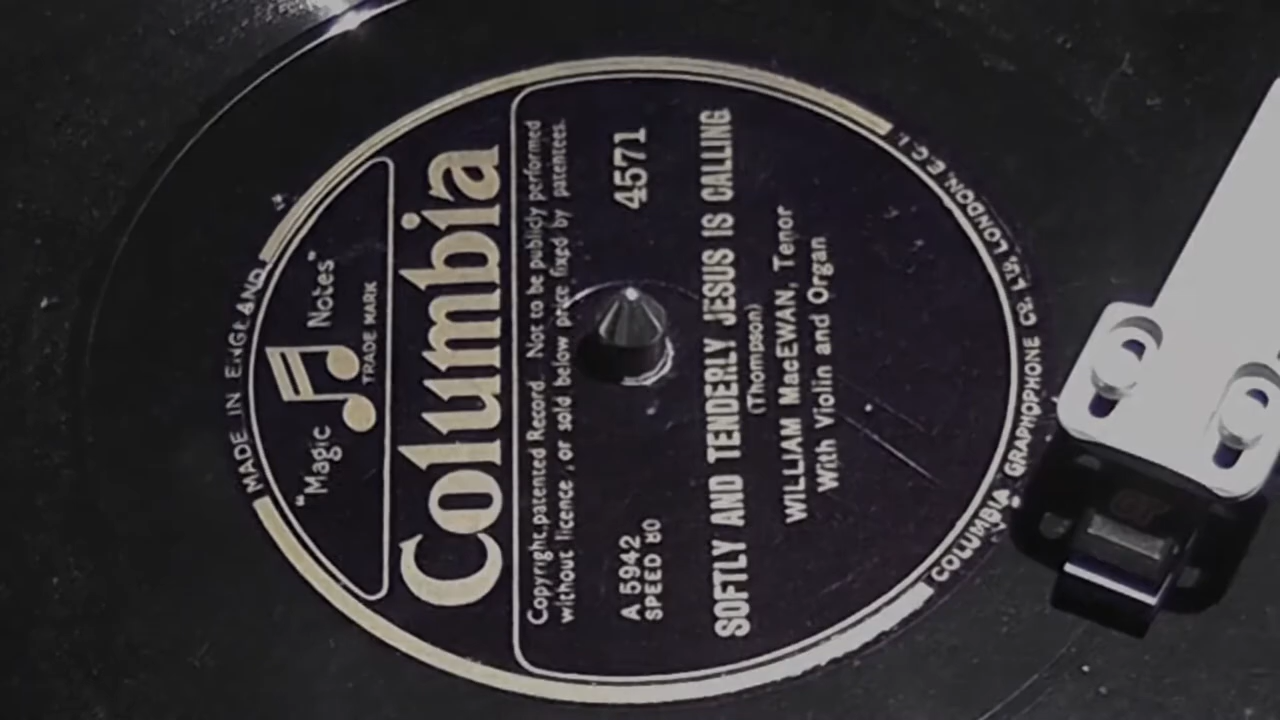 MADE IN ENGLAND
"Magic Notes"
TRADE MARK
Columbia
Copyright, patented Record. Not to be publicly performed
without licence, or sold below price fixed by patentees.
A 5942
SPEED 80
4571
SOFTLY AND TENDERLY JESUS IS CALLING
(Thompson)
WILLIAM MacEWAN, Tenor
With Violin and Organ
COLUMBIA GRAPHOPHONE CO. LTD. LONDON. E.C.1.